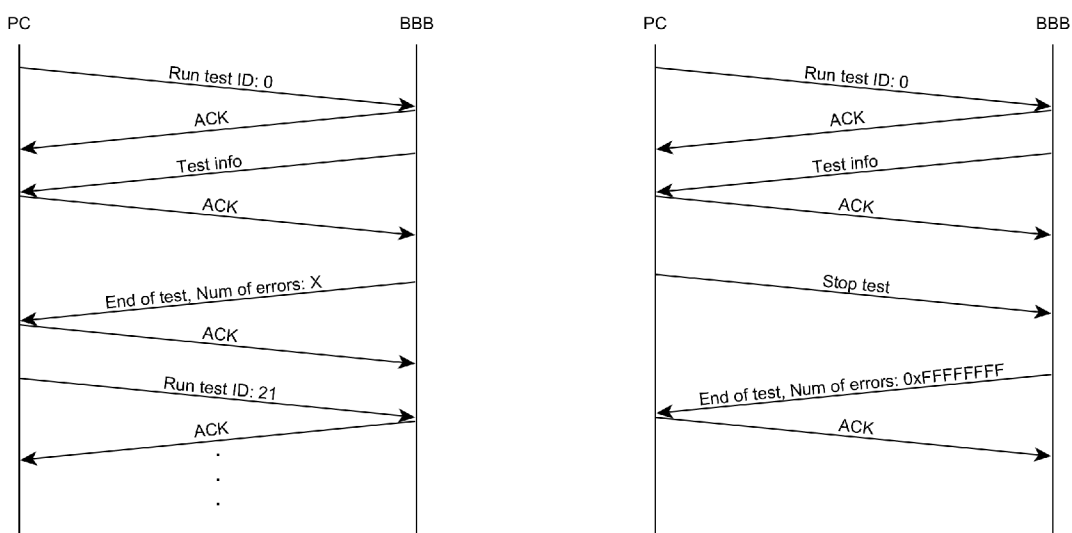 PC
BBB
Run test ID: 0
ACK
Test info
ACK
End of test, Num of errors: X
ACK
Run test ID: 21
ACK
.
.
.
PC
BBB
Run test ID: 0
ACK
Test info
ACK
Stop test
End of test, Num of errors: 0xFFFFFFFF
ACK